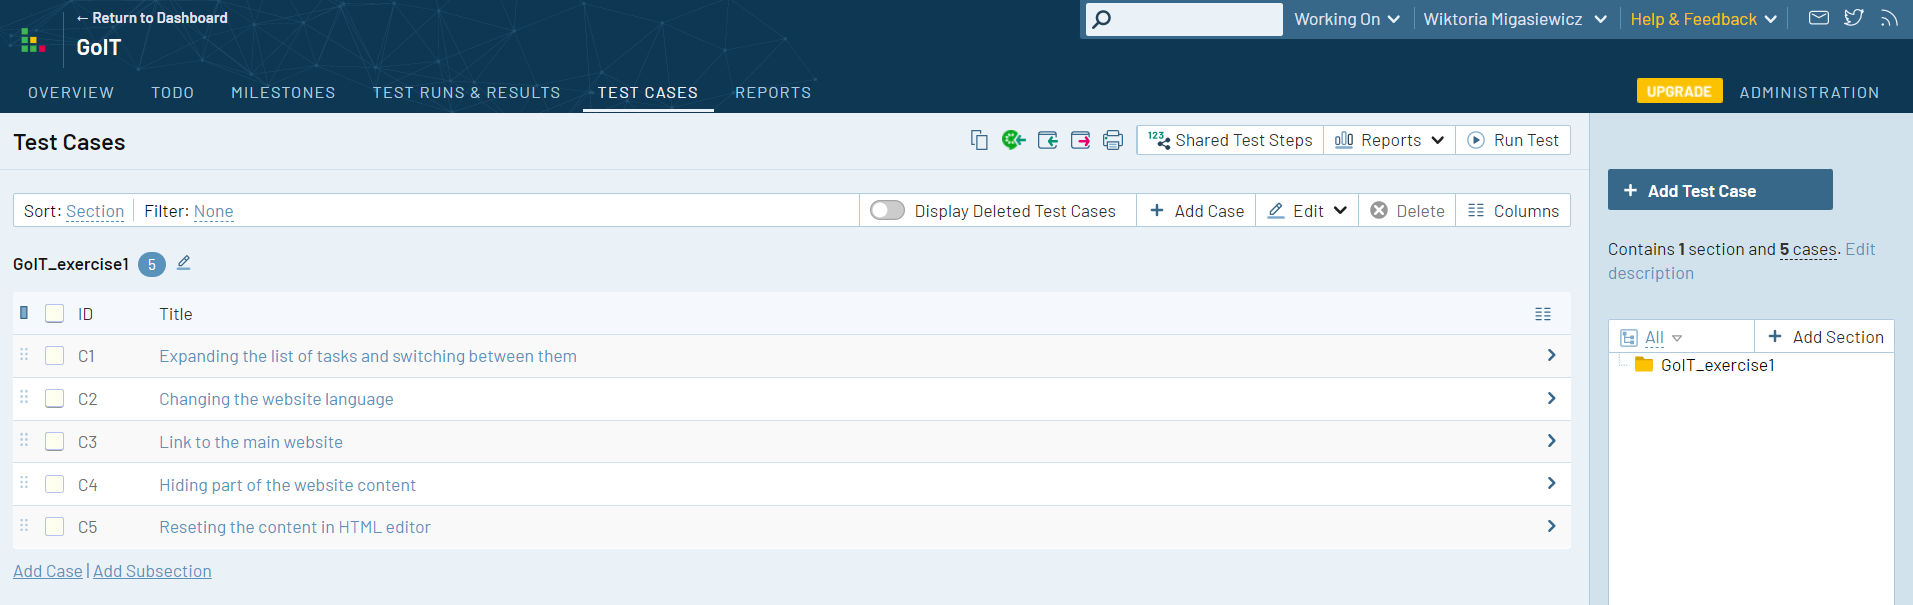 ← Return to Dashboard
GoIT
Working On
Wiktoria Migasiewicz
Help & Feedback
OVERVIEW TODO MILESTONES TEST RUNS & RESULTS TEST CASES REPORTS
UPGRADE ADMINISTRATION
Test Cases
123 Shared Test Steps Reports Run Test
+ Add Test Case
Sort: Section Filter: None
Display Deleted Test Cases + Add Case Edit Delete Columns
Contains 1 section and 5 cases. Edit
description
GoIT_exercise1 5
ID Title
C1 Expanding the list of tasks and switching between them
C2 Changing the website language
C3 Link to the main website
C4 Hiding part of the website content
C5 Reseting the content in HTML editor
Add Case | Add Subsection
All + Add Section
GoIT_exercise1